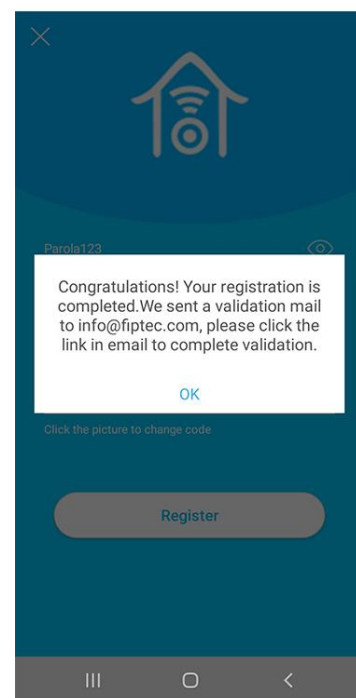 Parola123
Congratulations! Your registration is
completed.We sent a validation mail
to info@fiptec.com, please click the
link in email to complete validation.
OK
Click the picture to change code
Register